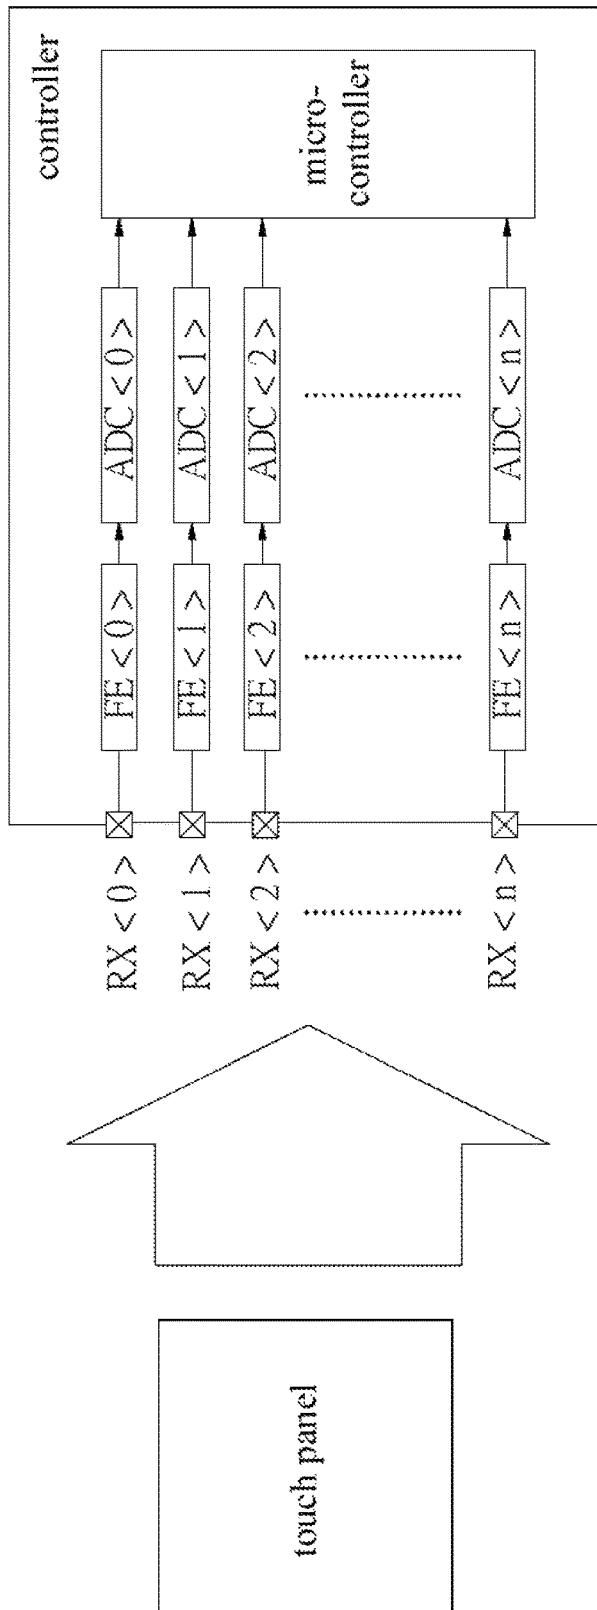 controller
micro-
controller
ADC < 0 >
ADC < 1 >
ADC < 2 >
ADC < n >
FE < 0 >
FE < 1 >
FE < 2 >
FE < n >
RX < 0 >
RX < 1 >
RX < 2 >
RX < n >
touch panel